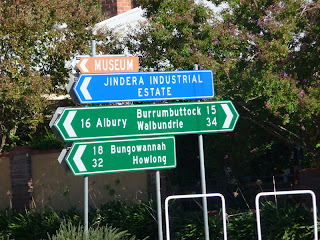 MUSEUM
JINDERA INDUSTRIAL
ESTATE
16 Albury Burrumbuttock 15
Walbundrie 34
18 Bungowannah
32 Howlong